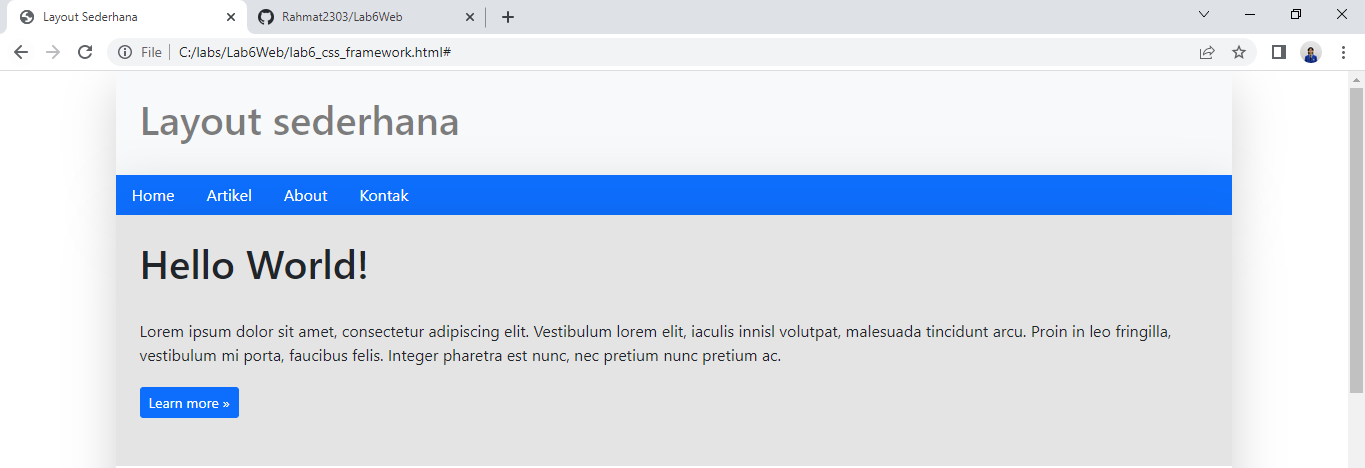 Layout Sederhana
Rahmat2303/Lab6Web
File
C:/labs/Lab6Web/lab6_css_framework.html#
Layout sederhana
Home Artikel About Kontak
Hello World!
Lorem ipsum dolor sit amet, consectetur adipiscing elit. Vestibulum lorem elit, iaculis innisl volutpat, malesuada tincidunt arcu. Proin in leo fringilla,
vestibulum mi porta, faucibus felis. Integer pharetra est nunc, nec pretium nunc pretium ac.
Learn more »